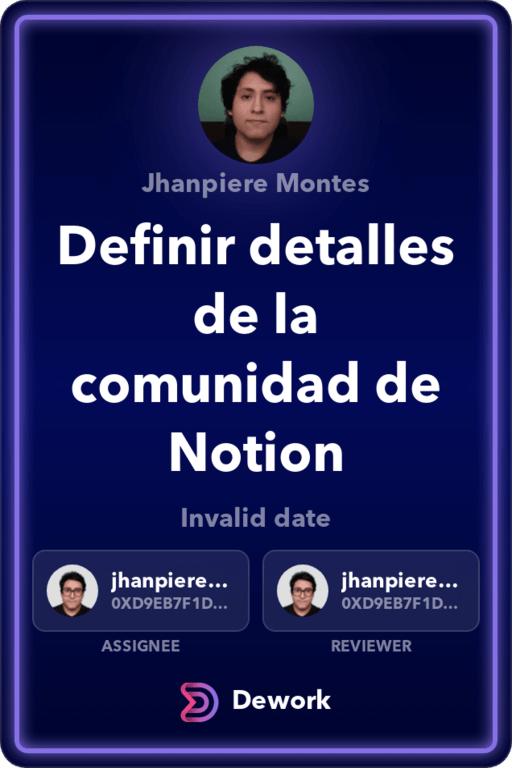 Jhanpiere Montes
Definir detalles
de la
comunidad de
Notion
Invalid date
jhanpiere...
0XD9EB7F1D...
ASSIGNEE
jhanpiere...
0XD9EB7F1D...
REVIEWER
Dework